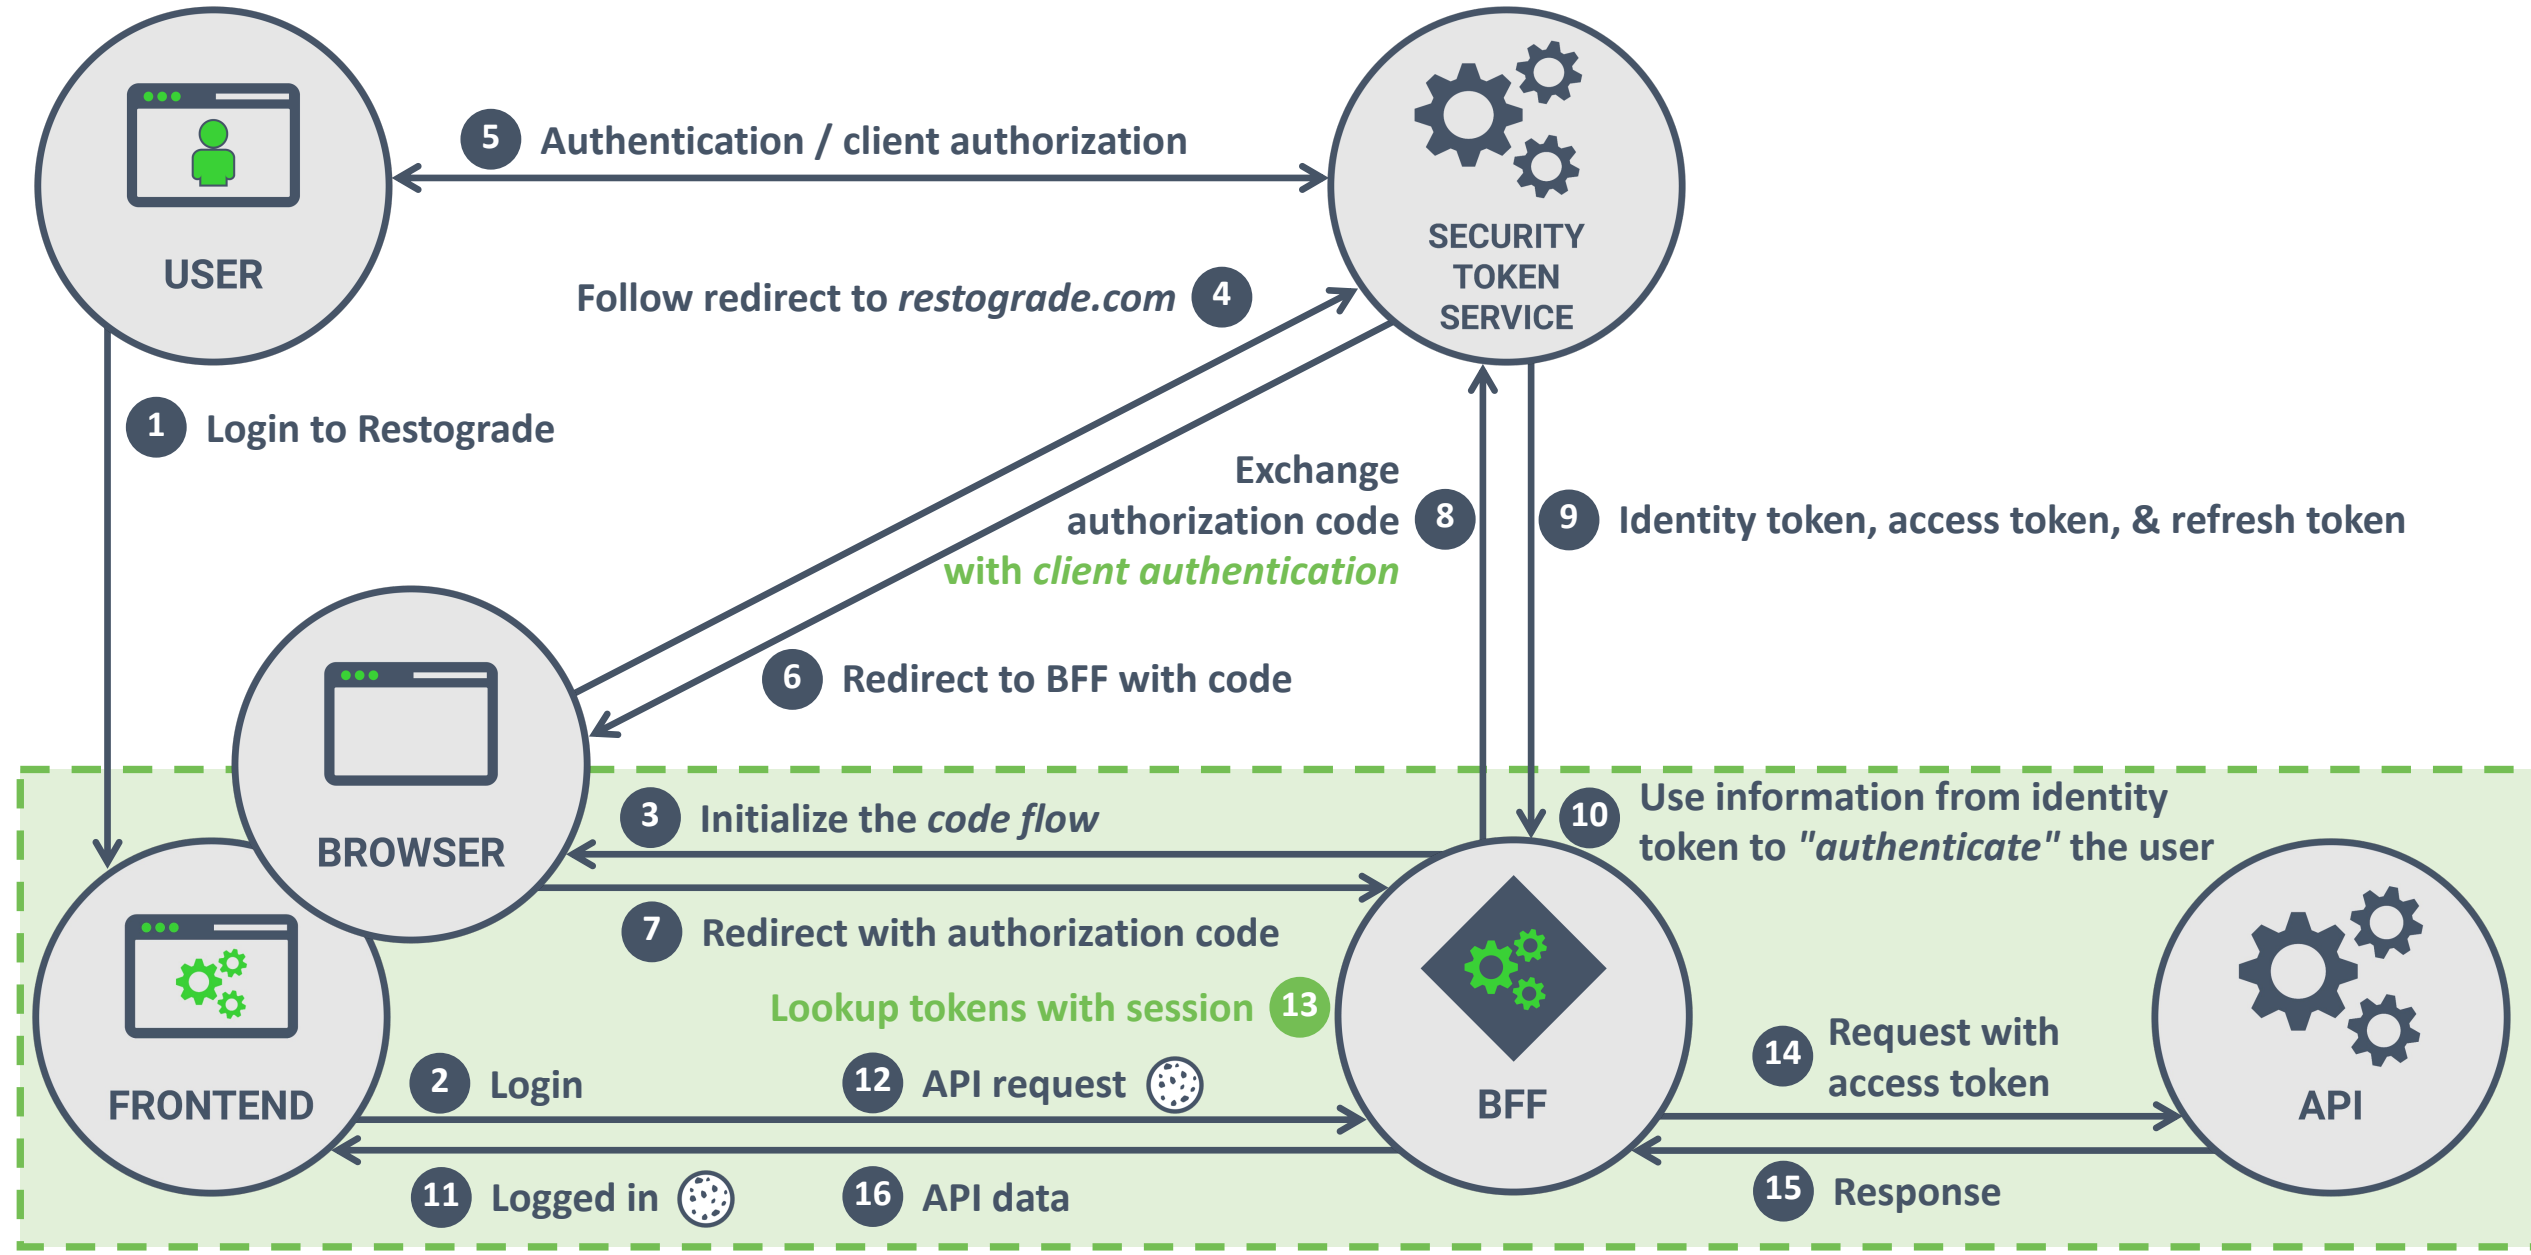 5 Authentication / client authorization
USER
SECURITY
TOKEN
SERVICE
Follow redirect to restograde.com 4
1 Login to Restograde
Exchange
authorization code 8
with client authentication
9 Identity token, access token, & refresh token
6 Redirect to BFF with code
BROWSER
3 Initialize the code flow
10 Use information from identity
token to "authenticate" the user
7 Redirect with authorization code
Lookup tokens with session 13
FRONTEND
2 Login
12 API request
BFF
14 Request with
access token
API
11 Logged in
16 API data
15 Response